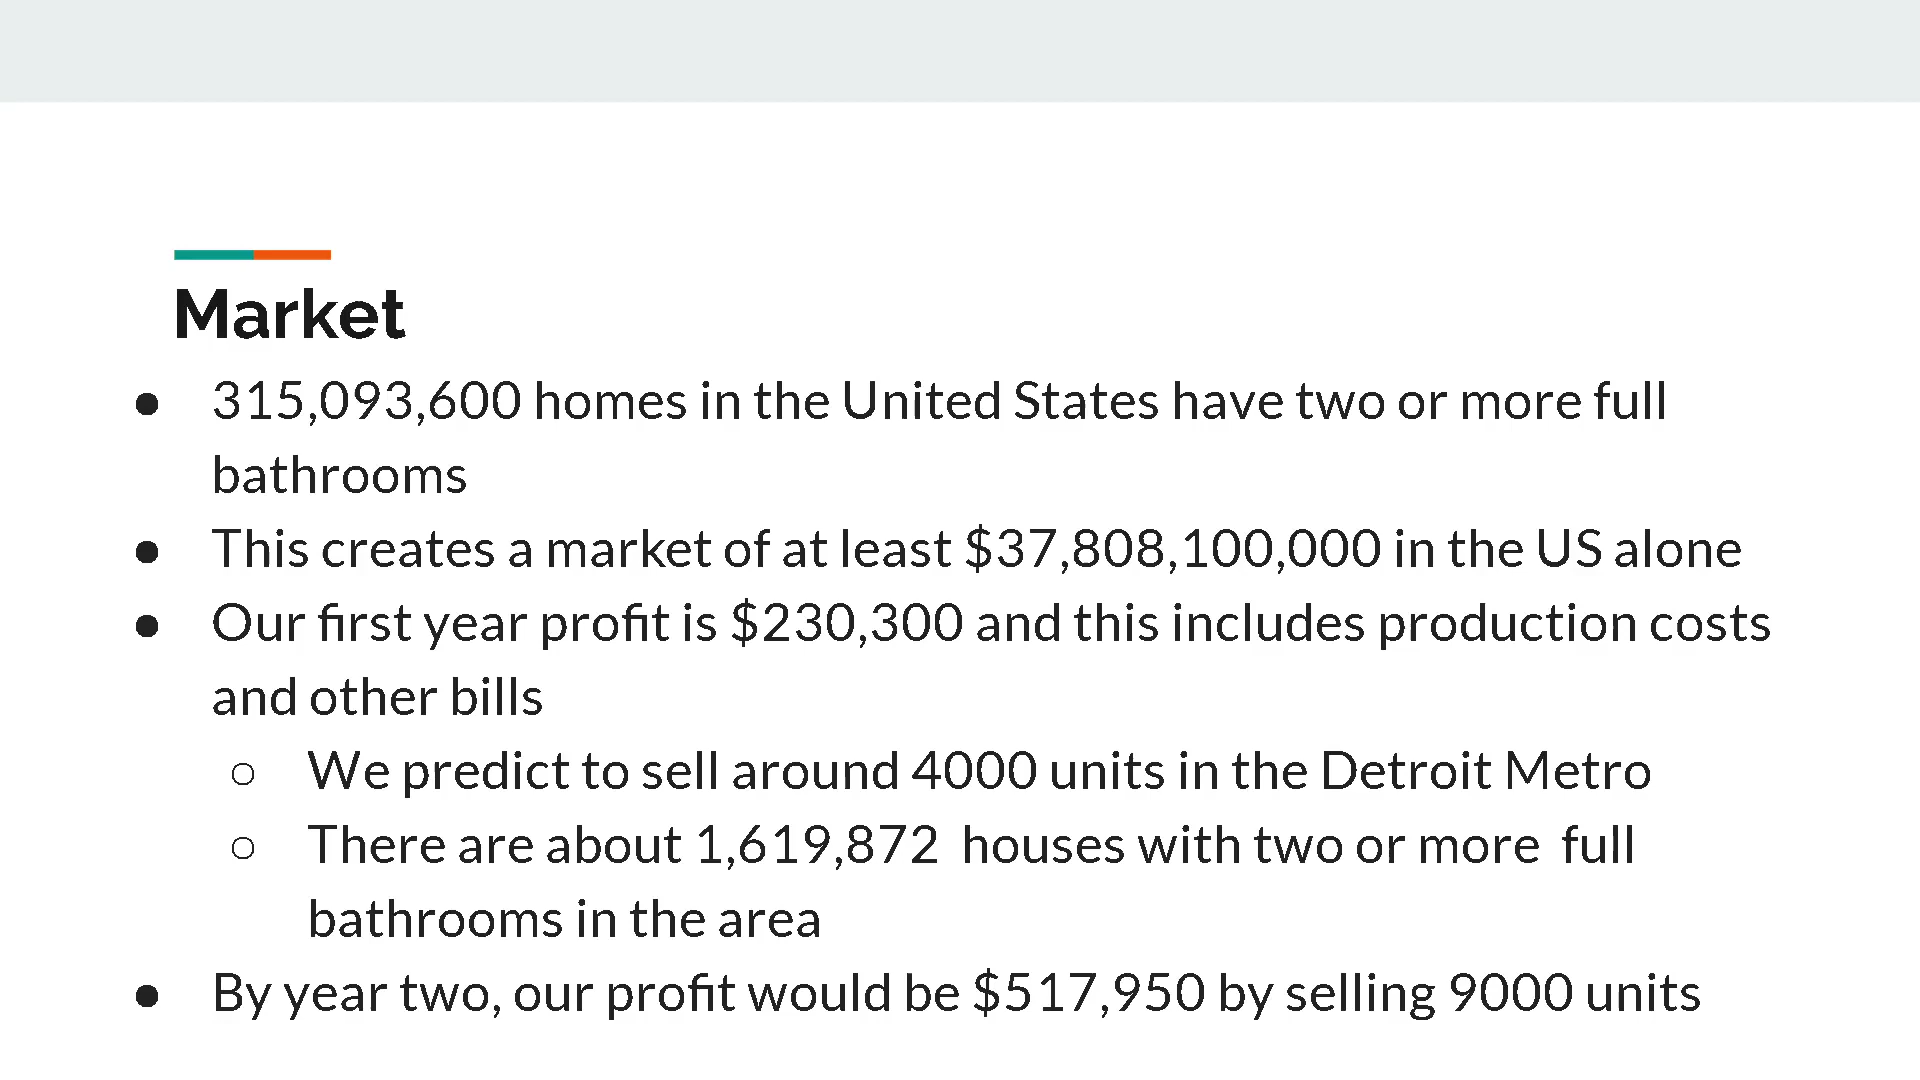 Market
● 315,093,600 homes in the United States have two or more full
bathrooms
● This creates a market of at least $37,808,100,000 in the US alone
● Our first year profit is $230,300 and this includes production costs
and other bills
○ We predict to sell around 4000 units in the Detroit Metro
○ There are about 1,619,872 houses with two or more full
bathrooms in the area
● By year two, our profit would be $517,950 by selling 9000 units